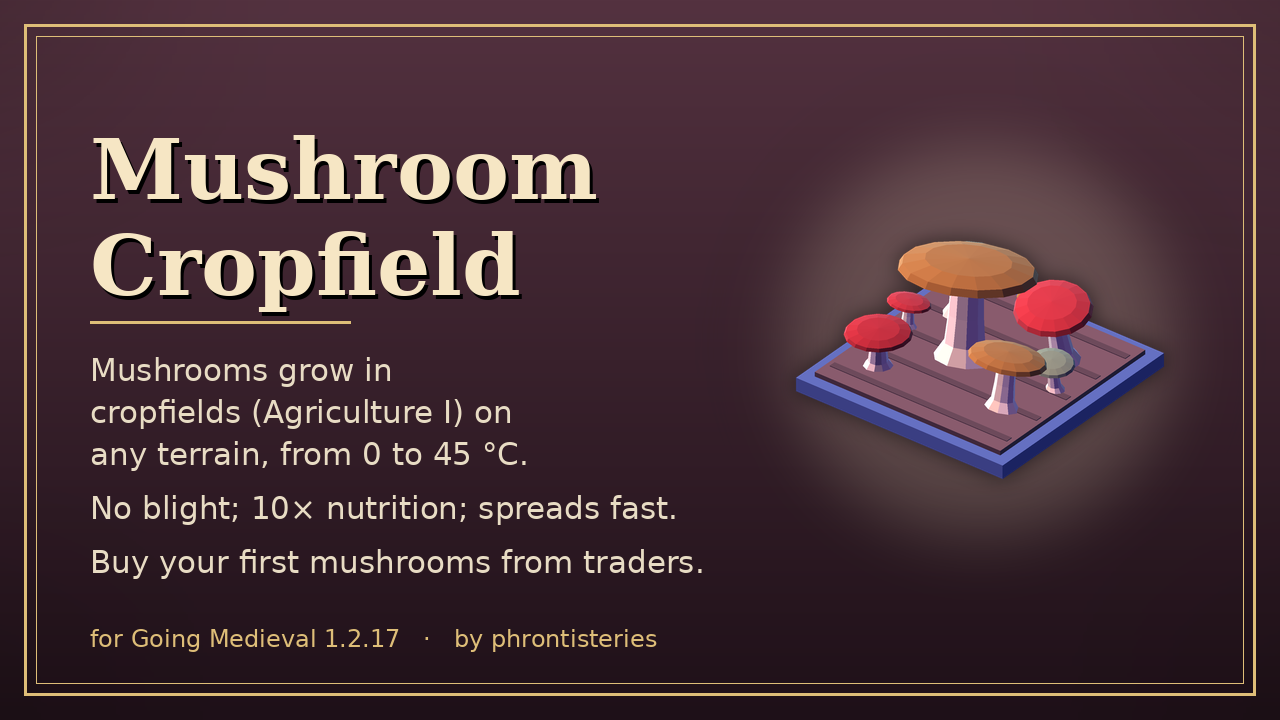 Mushroom
Cropfield
Mushrooms grow in
cropfields (Agriculture I) on
any terrain, from 0 to 45 °C.
No blight; 10× nutrition; spreads fast.
Buy your first mushrooms from traders.
for Going Medieval 1.2.17 · by phrontisteries